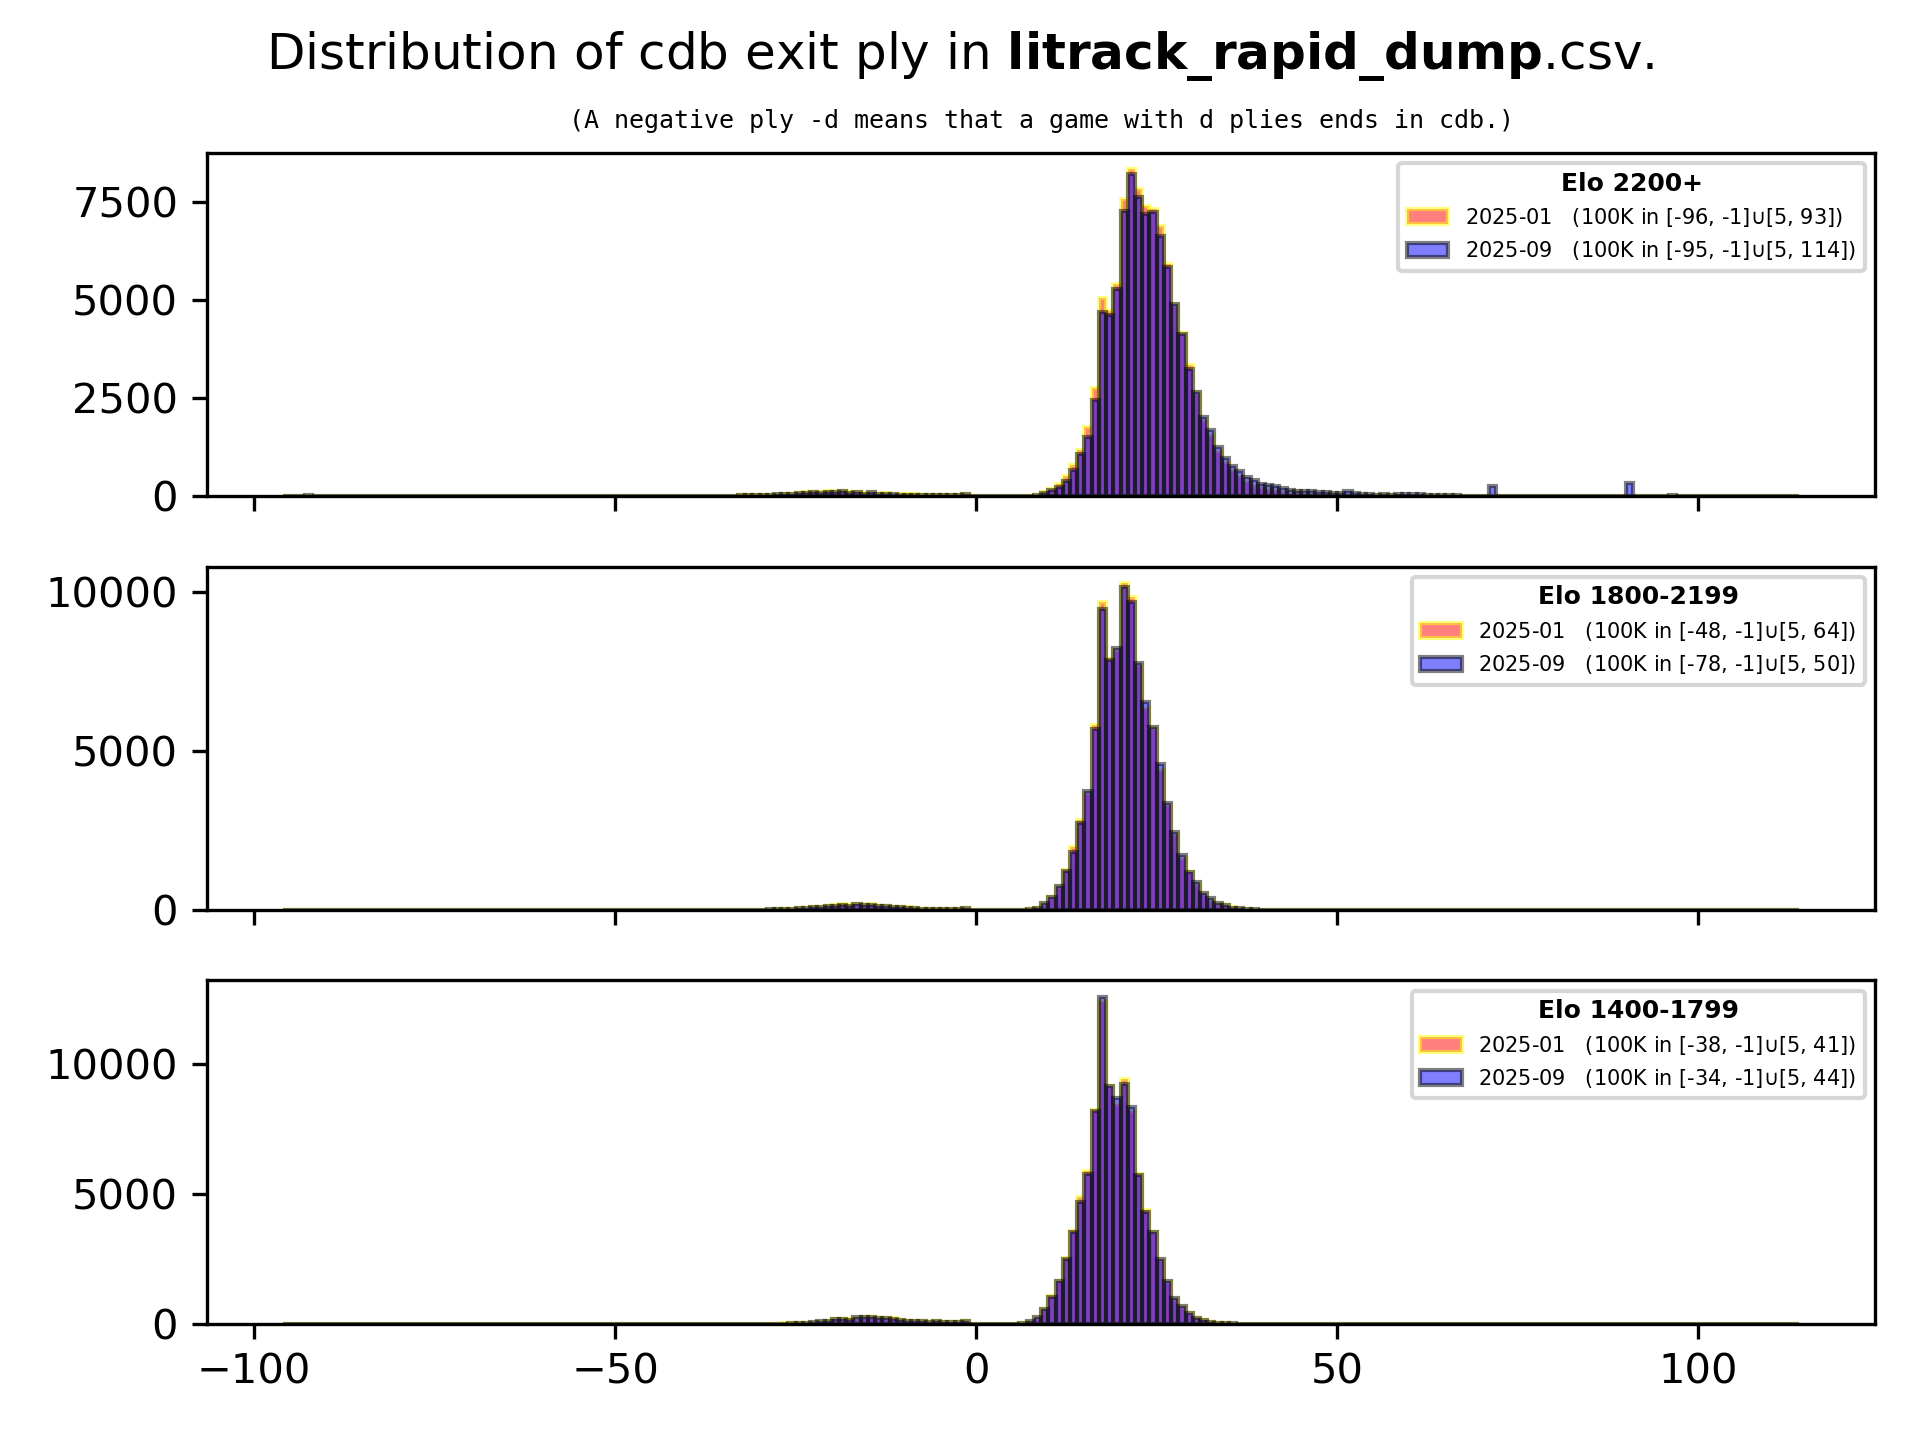 Distribution of cdb exit ply in litrack_rapid_dump.csv.
(A negative ply -d means that a game with d plies ends in cdb.)
7500
5000
2500
0
Elo 2200+
2025-01 (100K in [-96, -1]∪[5, 93])
2025-09 (100K in [-95, -1]∪[5, 114])
10000
5000
0
Elo 1800-2199
2025-01 (100K in [-48, -1]∪[5, 64])
2025-09 (100K in [-78, -1]∪[5, 50])
10000
5000
0
Elo 1400-1799
2025-01 (100K in [-38, -1]∪[5, 41])
2025-09 (100K in [-34, -1]∪[5, 44])
−100 −50 0 50 100